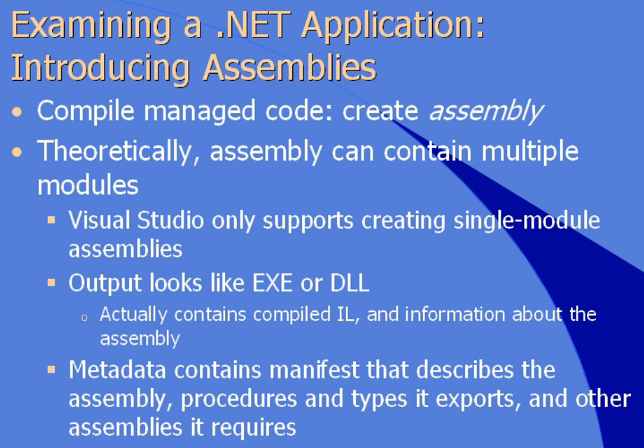 Examining a .NET Application:
Introducing Assemblies
• Compile managed code: create assembly
• Theoretically, assembly can contain multiple
modules
▪ Visual Studio only supports creating single-module
assemblies
▪ Output looks like EXE or DLL
o Actually contains compiled IL, and information about the
assembly
▪ Metadata contains manifest that describes the
assembly, procedures and types it exports, and other
assemblies it requires